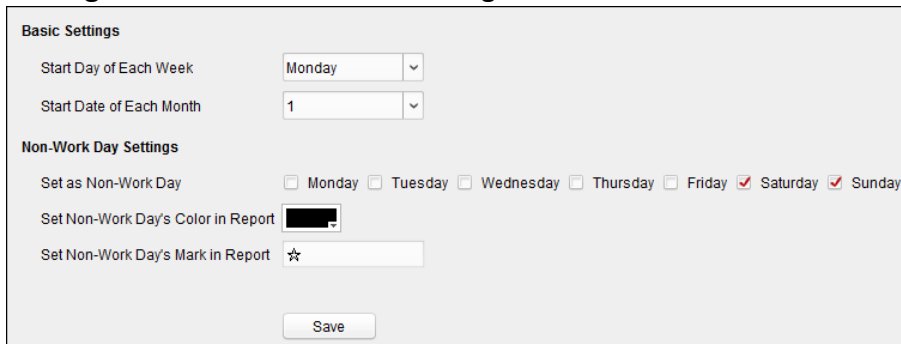 Basic Settings
Start Day of Each Week Monday
Start Date of Each Month 1
Non-Work Day Settings
Set as Non-Work Day Monday Tuesday Wednesday Thursday Friday Saturday Sunday
Set Non-Work Day's Color in Report
Set Non-Work Day's Mark in Report ☆
Save